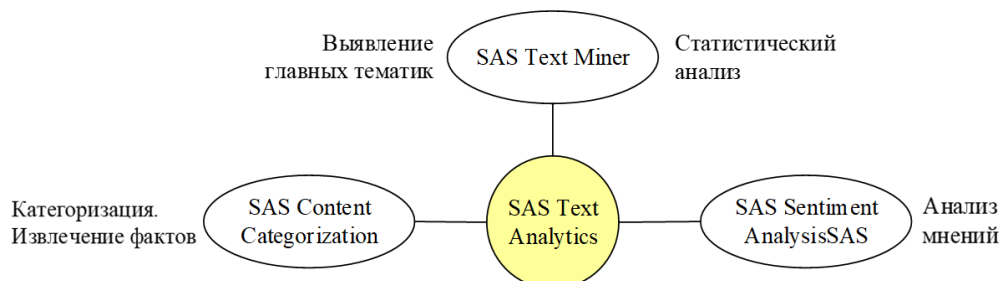 Выявление
главных тематик
SAS Text Miner
Статистический
анализ
Категоризация.
Извлечение фактов
SAS Content
Categorization
SAS Text
Analytics
SAS Sentiment
AnalysisSAS
Анализ
мнений